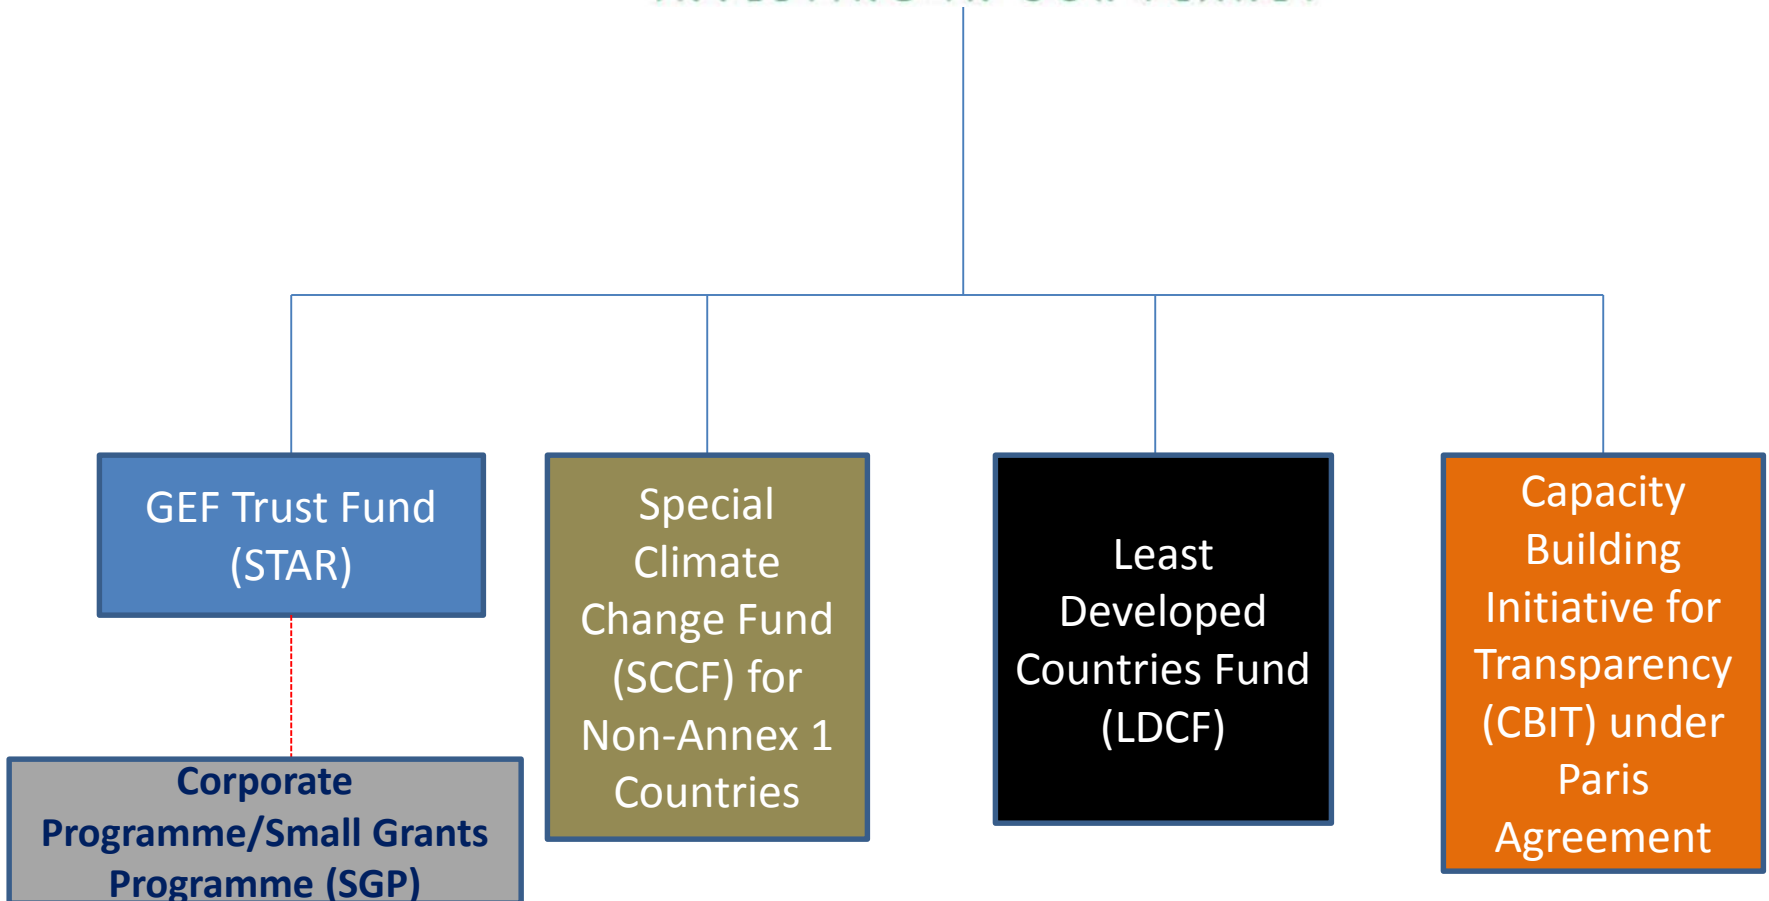 GEF Trust Fund
(STAR)
Corporate
Programme/Small Grants
Programme (SGP)
Special
Climate
Change Fund
(SCCF) for
Non-Annex 1
Countries
Least
Developed
Countries Fund
(LDCF)
Capacity
Building
Initiative for
Transparency
(CBIT) under
Paris
Agreement